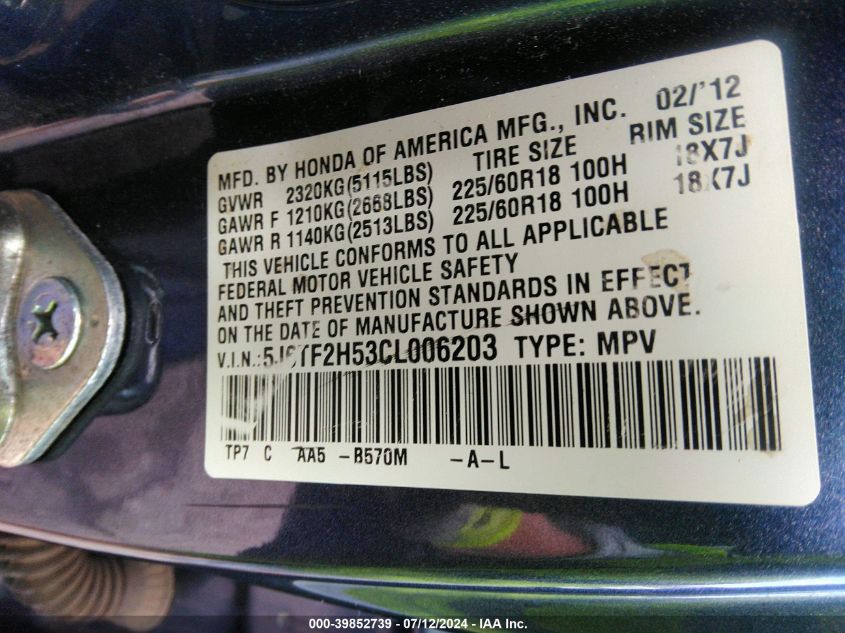 MFD. BY HONDA OF AMERICA MFG., INC. 02/'12
GVWR 2320KG(5115LBS) TIRE SIZE RIM SIZE
GAWR F 1210KG(2668LBS) 225/60R18 100H 18X7J
GAWR R 1140KG(2513LBS) 225/60R18 100H 18X7J
THIS VEHICLE CONFORMS TO ALL APPLICABLE
FEDERAL MOTOR VEHICLE SAFETY
AND THEFT PREVENTION STANDARDS IN EFFECT
ON THE DATE OF MANUFACTURE SHOWN ABOVE.
V.I.N.:5J6TF2H53CL006203 TYPE: MPV
TP7 C AA5 -B570M -A-L
000-39852739 - 07/12/2024 - IAA Inc.